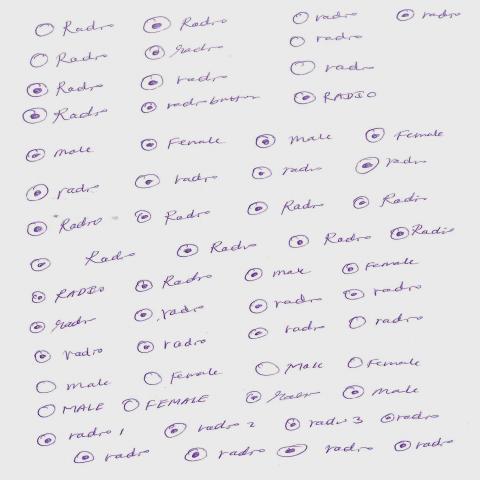 Radio Radio radio radio
Radio radio radio
Radio radio radio
Radio radio button RADIO
male Female male Female
radio radio radio radio
Radio Radio Radio Radio
Radio Radio Radio Radio
RADIO Radio male Female
radio radio radio radio
radio radio radio radio
male female Male Female
MALE FEMALE radio male
radio 1 radio 2 radio 3 radio
radio radio radio radio